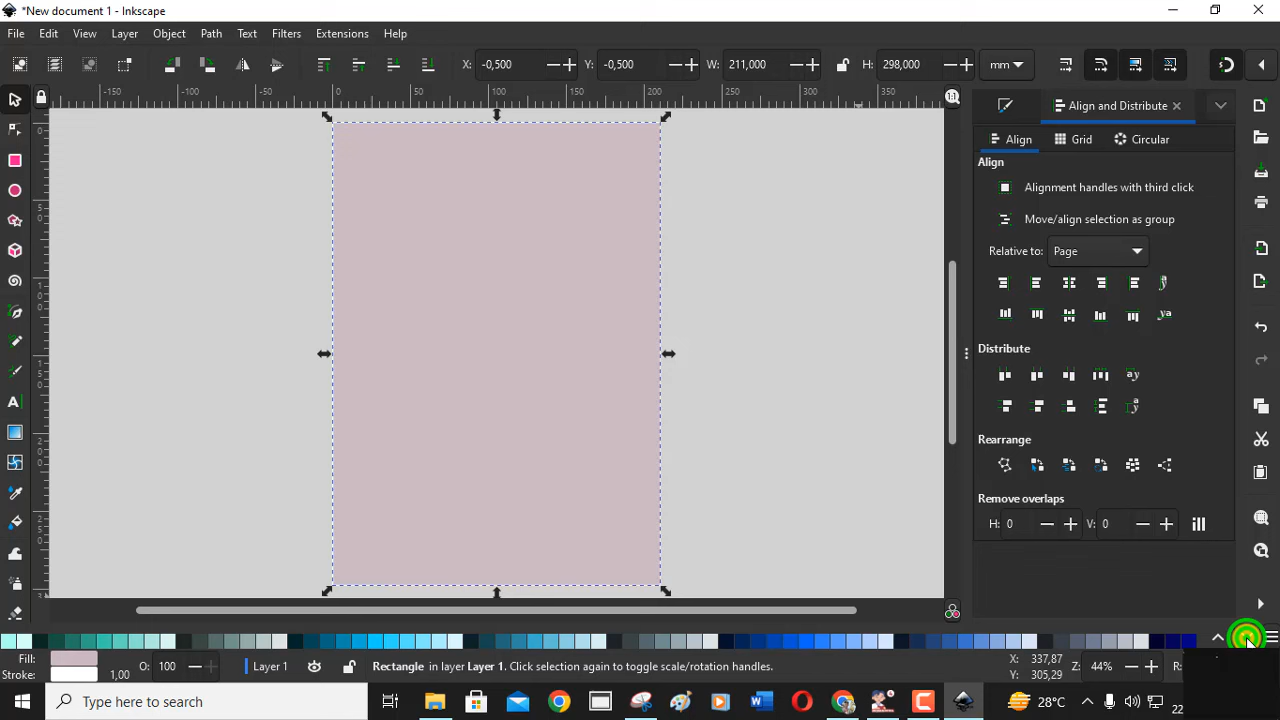 *New document 1 - Inkscape
File Edit View Layer Object Path Text Filters Extensions Help
X: -0,500 Y: -0,500 W: 211,000 H: 298,000 mm
-150 -100 -50 0 50 100 150 200 250 300 350
1:1
Align and Distribute
Align Grid Circular
Align
Alignment handles with third click
Move/align selection as group
Relative to: Page
Distribute
Rearrange
Remove overlaps
H: 0 V: 0
Fill:
Stroke: 1,00
O: 100
Layer 1
Rectangle in layer Layer 1. Click selection again to toggle scale/rotation handles.
X: 337,87
Y: 305,29
Z: 44%
R:
Type here to search
28°C
22